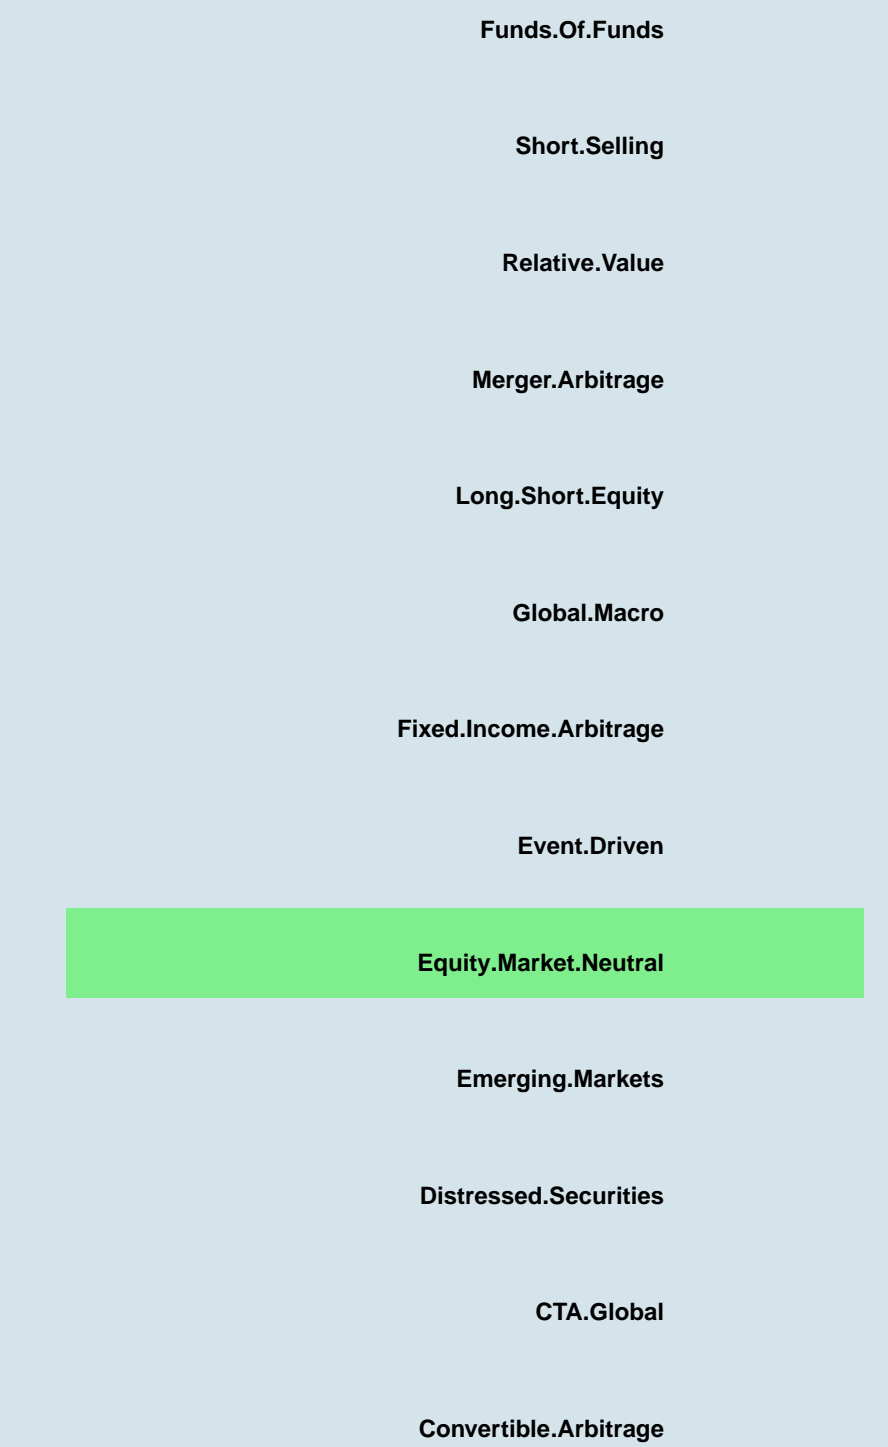 Funds.Of.Funds
Short.Selling
Relative.Value
Merger.Arbitrage
Long.Short.Equity
Global.Macro
Fixed.Income.Arbitrage
Event.Driven
Equity.Market.Neutral
Emerging.Markets
Distressed.Securities
CTA.Global
Convertible.Arbitrage